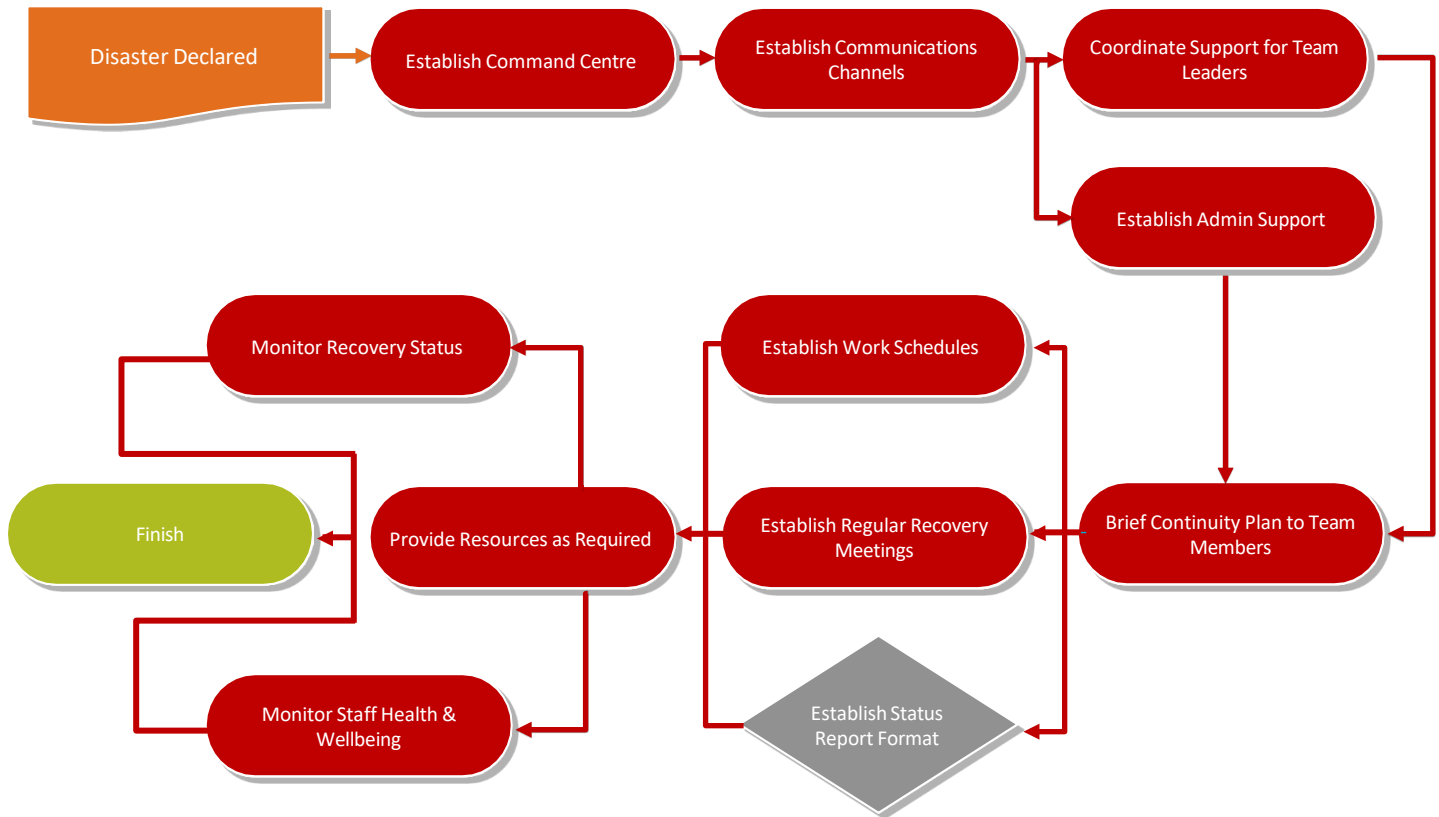 Disaster Declared
Establish Command Centre
Establish Communications
Channels
Coordinate Support for Team
Leaders
Establish Admin Support
Brief Continuity Plan to Team
Members
Establish Work Schedules
Establish Regular Recovery
Meetings
Establish Status
Report Format
Provide Resources as Required
Monitor Recovery Status
Monitor Staff Health &
Wellbeing
Finish